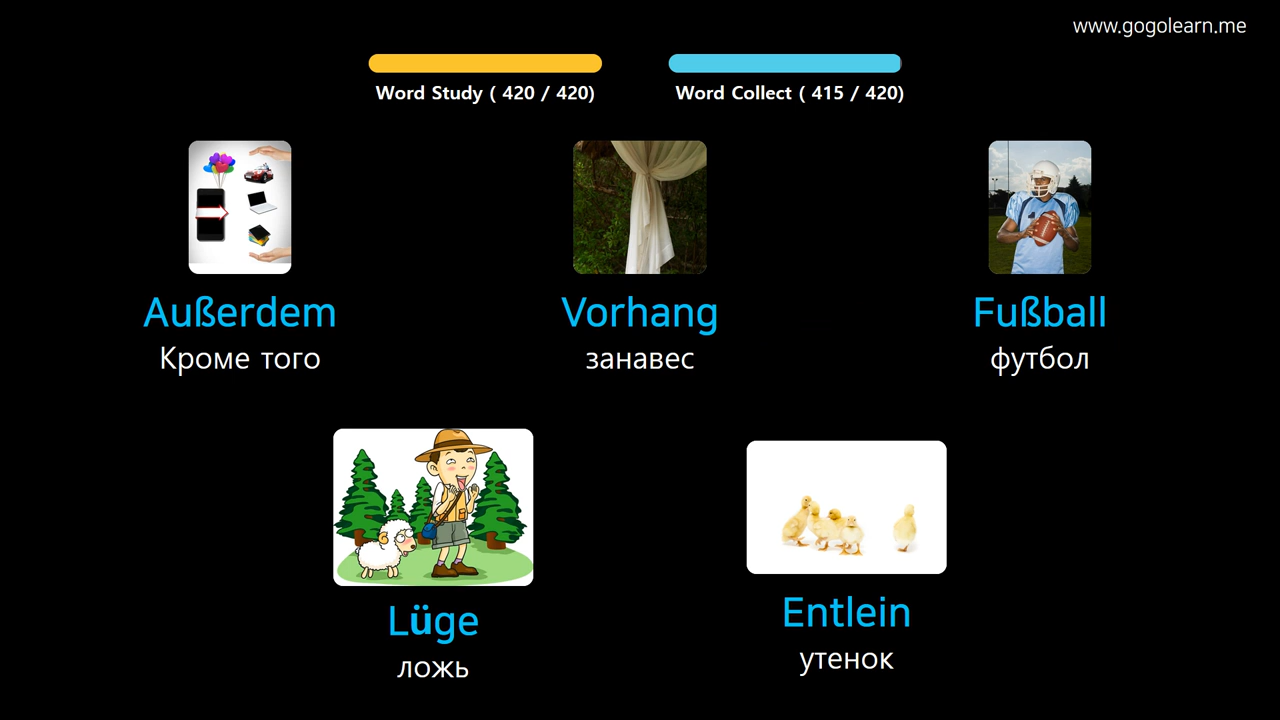 www.gogolearn.me
Word Study ( 420 / 420)
Word Collect ( 415 / 420)
Außerdem
Кроме того
Vorhang
занавес
Fußball
футбол
Lüge
ложь
Entlein
утенок